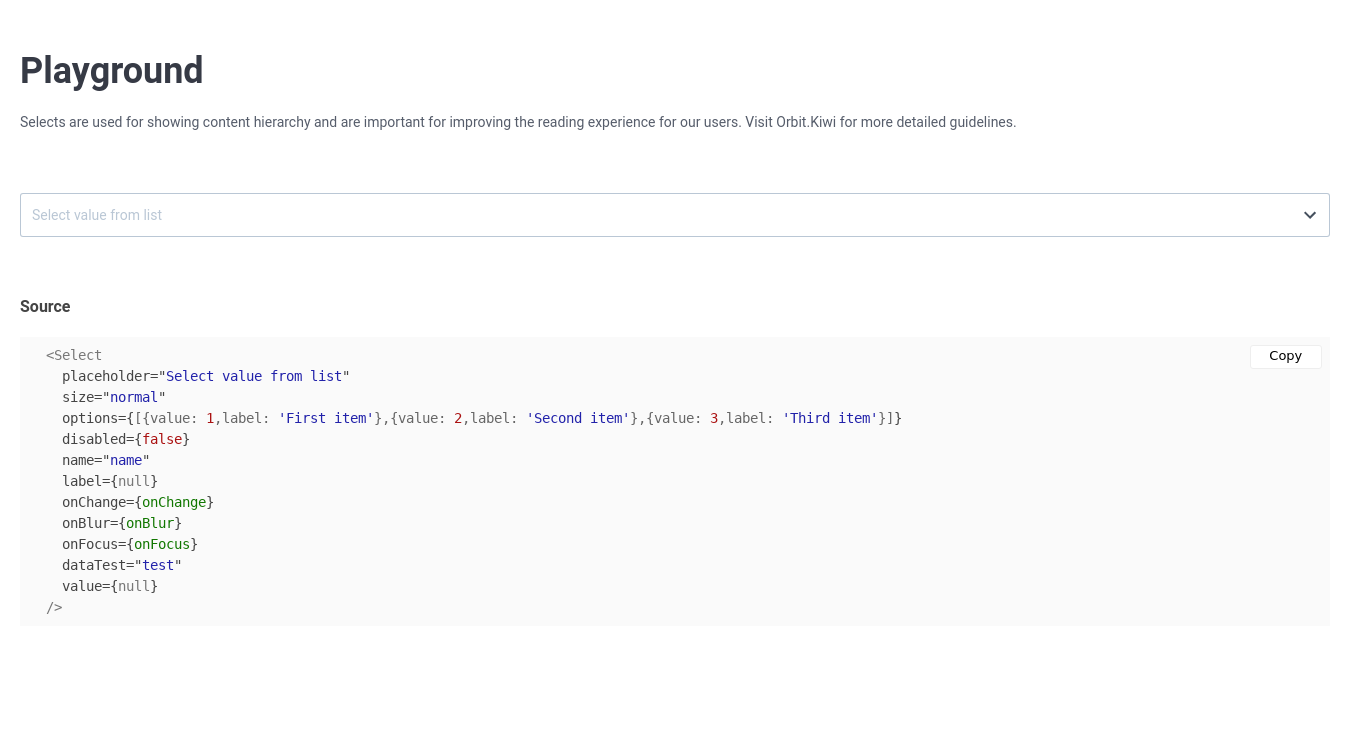 Playground
Selects are used for showing content hierarchy and are important for improving the reading experience for our users. Visit Orbit.Kiwi for more detailed guidelines.
Select value from list
Source
Copy
<Select
  placeholder="Select value from list"
  size="normal"
  options={[{value: 1,label: 'First item'},{value: 2,label: 'Second item'},{value: 3,label: 'Third item'}]}
  disabled={false}
  name="name"
  label={null}
  onChange={onChange}
  onBlur={onBlur}
  onFocus={onFocus}
  dataTest="test"
  value={null}
/>